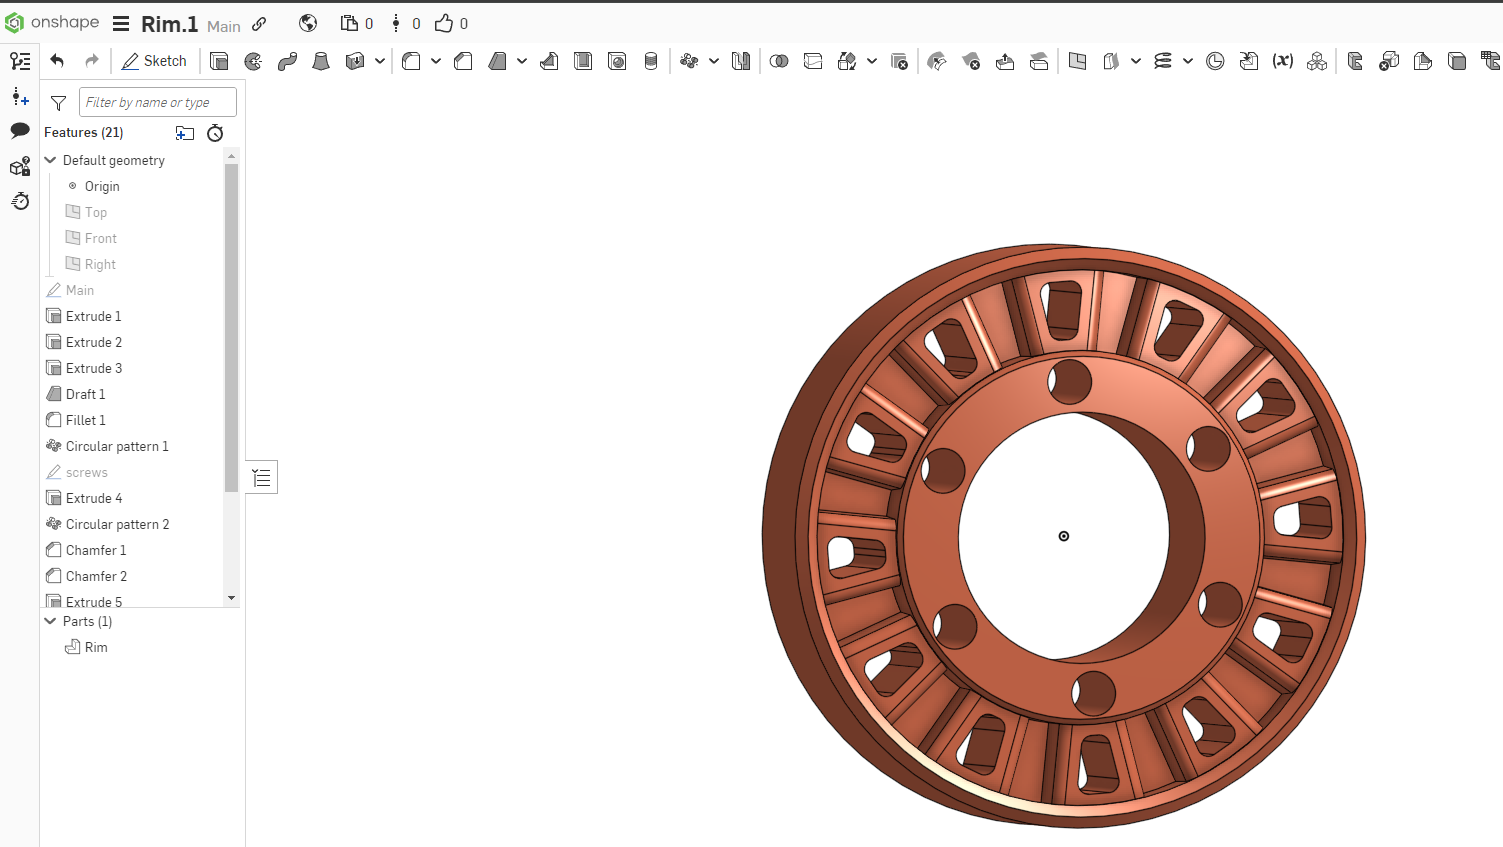 onshape Rim.1 Main 0 0 0
Sketch (x)
Filter by name or type
Features (21)
Default geometry
Origin
Top
Front
Right
Main
Extrude 1
Extrude 2
Extrude 3
Draft 1
Fillet 1
Circular pattern 1
screws
Extrude 4
Circular pattern 2
Chamfer 1
Chamfer 2
Extrude 5
Parts (1)
Rim